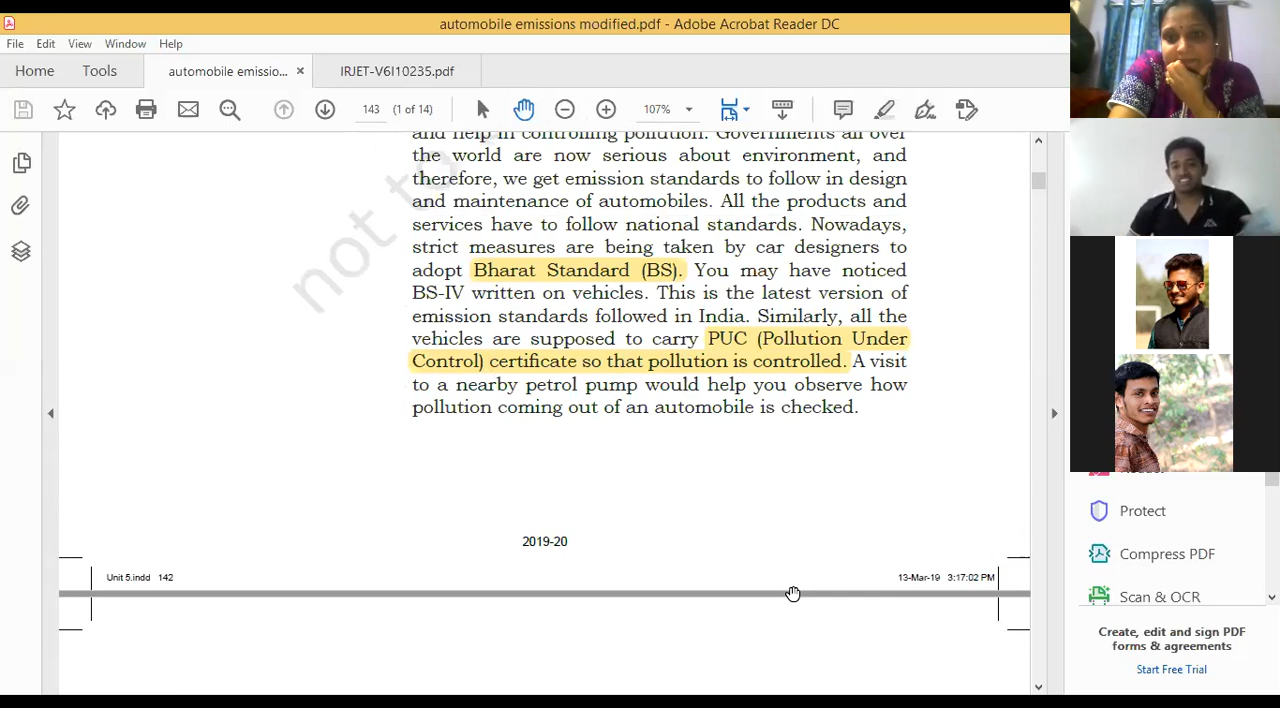 automobile emissions modified.pdf - Adobe Acrobat Reader DC
File Edit View Window Help
Home Tools automobile emissio... × IRJET-V6I10235.pdf
143 (1 of 14) 107%
and help in controlling pollution. Governments all over
the world are now serious about environment, and
therefore, we get emission standards to follow in design
and maintenance of automobiles. All the products and
services have to follow national standards. Nowadays,
strict measures are being taken by car designers to
adopt Bharat Standard (BS). You may have noticed
BS-IV written on vehicles. This is the latest version of
emission standards followed in India. Similarly, all the
vehicles are supposed to carry PUC (Pollution Under
Control) certificate so that pollution is controlled. A visit
to a nearby petrol pump would help you observe how
pollution coming out of an automobile is checked.
not to
2019-20
Unit 5.indd 142 13-Mar-19 3:17:02 PM
Protect
Compress PDF
Scan & OCR
Create, edit and sign PDF
forms & agreements
Start Free Trial